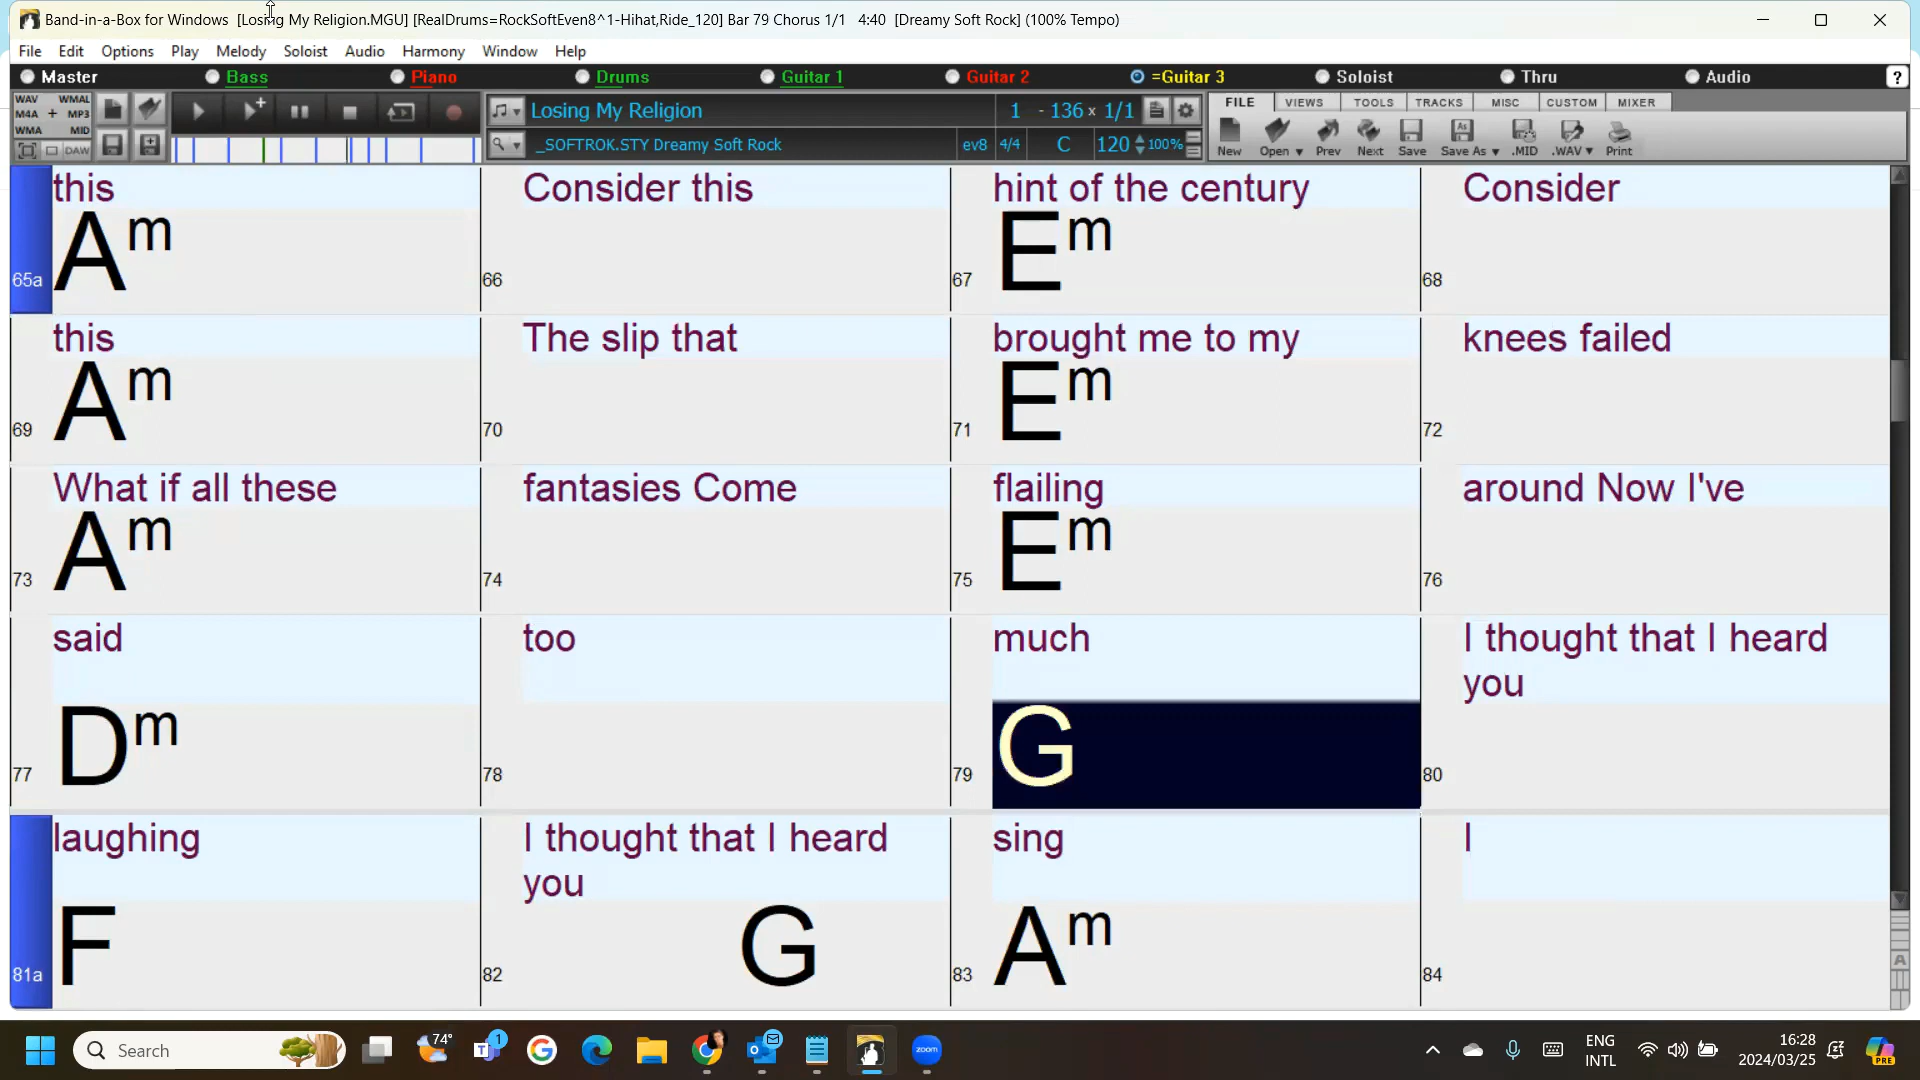 Band-in-a-Box for Windows [Losing My Religion.MGU] [RealDrums=RockSoftEven8^1-Hihat,Ride_120] Bar 79 Chorus 1/1 4:40 [Dreamy Soft Rock] (100% Tempo)
File Edit Options Play Melody Soloist Audio Harmony Window Help
Master Bass Piano Drums Guitar 1 Guitar 2 =Guitar 3 Soloist Thru Audio ?
WAV WMAL
M4A + MP3
WMA MID
DAW
Losing My Religion 1 - 136 x 1/1
_SOFTROK.STY Dreamy Soft Rock ev8 4/4 C 120 100%
FILE VIEWS TOOLS TRACKS MISC CUSTOM MIXER
New Open Prev Next Save Save As .MID .WAV Print
this Consider this hint of the century Consider
65a Am 66 67 Em 68
this The slip that brought me to my knees failed
69 Am 70 71 Em 72
What if all these fantasies Come flailing around Now I've
73 Am 74 75 Em 76
said too much I thought that I heard
you
77 Dm 78 79 G 80
laughing I thought that I heard sing I
you
81a F 82 G 83 Am 84
A
Search 74° 1 zoom ENG 16:28
INTL 2024/03/25 PRE